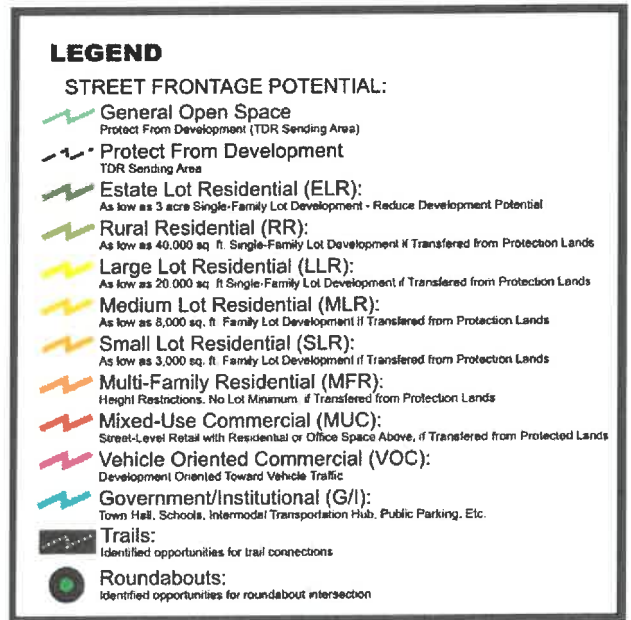 LEGEND
STREET FRONTAGE POTENTIAL:
General Open Space
Protect From Development (TDR Sending Area)
Protect From Development
TDR Sending Area
Estate Lot Residential (ELR):
As low as 3 acre Single-Family Lot Development - Reduce Development Potential
Rural Residential (RR):
As low as 40.000 sq. ft. Single-Family Lot Development if Transfered from Protection Lands
Large Lot Residential (LLR):
As low as 20.000 sq. ft Single-Family Lot Development if Transfered from Protection Lands
Medium Lot Residential (MLR):
As low as 8,000 sq. ft. Family Lot Development if Transfered from Protection Lands
Small Lot Residential (SLR):
As low as 3,000 sq. ft. Family Lot Development if Transfered from Protection Lands
Multi-Family Residential (MFR):
Height Restrictions. No Lot Minimum. if Transfered from Protection Lands
Mixed-Use Commercial (MUC):
Street-Level Retail with Residential or Office Space Above, if Transfered from Protected Lands
Vehicle Oriented Commercial (VOC):
Development Oriented Toward Vehicle Traffic
Government/Institutional (G/I):
Town Hall, Schools, Intermodal Transportation Hub, Public Parking, Etc.
Trails:
Identified opportunities for trail connections
Roundabouts:
Identified opportunities for roundabout intersection